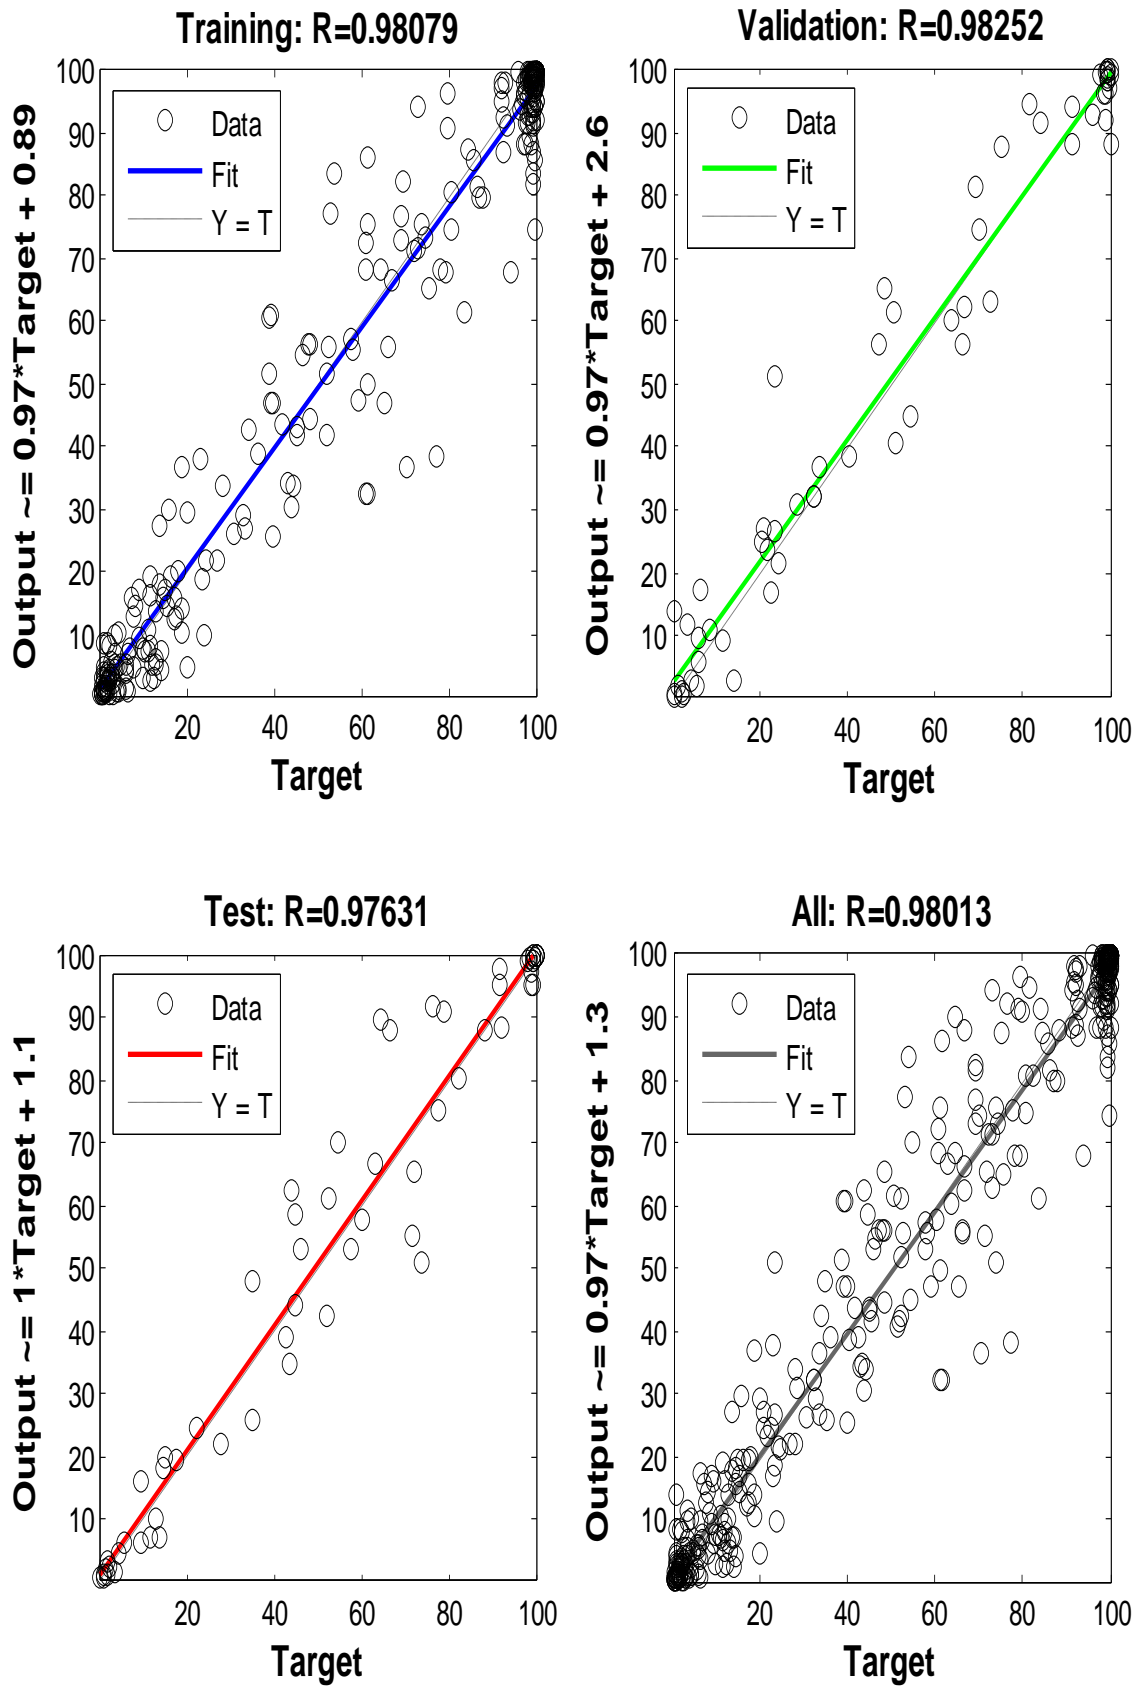 Training: R=0.98079
Output ~= 0.97*Target + 0.89
100
90
80
70
60
50
40
30
20
10
Data
Fit
Y = T
20 40 60 80 100
Target
Validation: R=0.98252
Output ~= 0.97*Target + 2.6
100
90
80
70
60
50
40
30
20
10
Data
Fit
Y = T
20 40 60 80 100
Target
Test: R=0.97631
Output ~= 1*Target + 1.1
100
90
80
70
60
50
40
30
20
10
Data
Fit
Y = T
20 40 60 80 100
Target
All: R=0.98013
Output ~= 0.97*Target + 1.3
100
90
80
70
60
50
40
30
20
10
Data
Fit
Y = T
20 40 60 80 100
Target